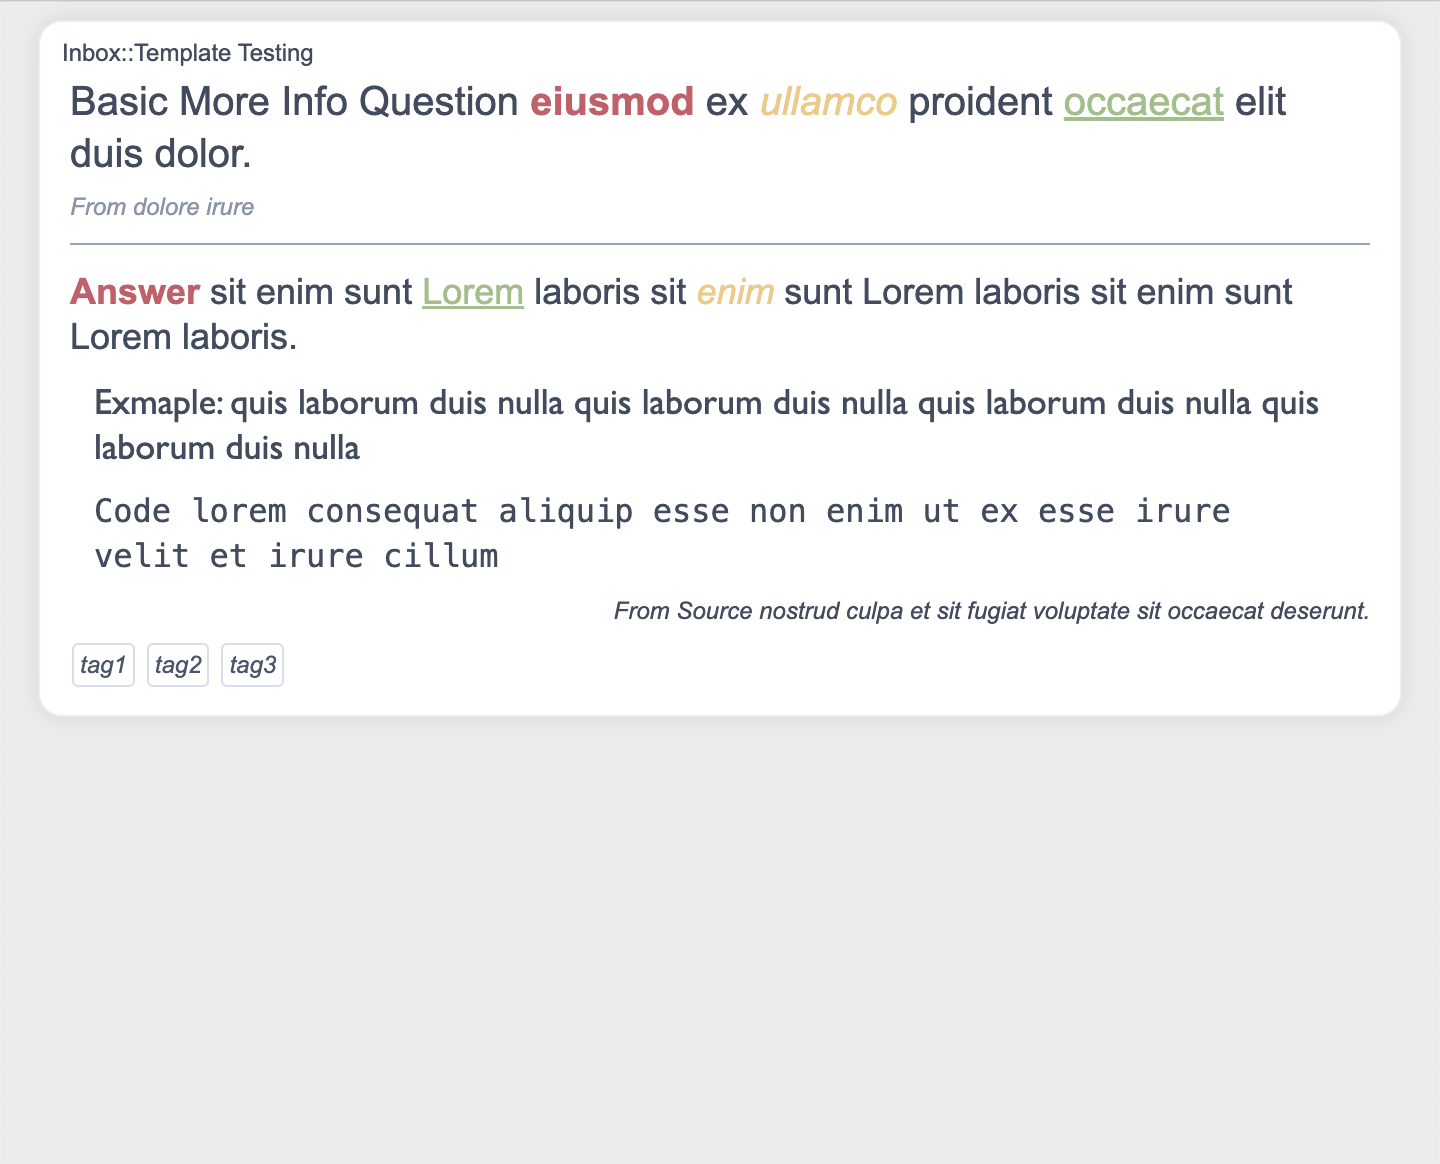 Inbox::Template Testing
Basic More Info Question eiusmod ex ullamco proident occaecat elit
duis dolor.
From dolore irure
Answer sit enim sunt Lorem laboris sit enim sunt Lorem laboris sit enim sunt
Lorem laboris.
Exmaple: quis laborum duis nulla quis laborum duis nulla quis laborum duis nulla quis
laborum duis nulla
Code lorem consequat aliquip esse non enim ut ex esse irure
velit et irure cillum
From Source nostrud culpa et sit fugiat voluptate sit occaecat deserunt.
tag1 tag2 tag3